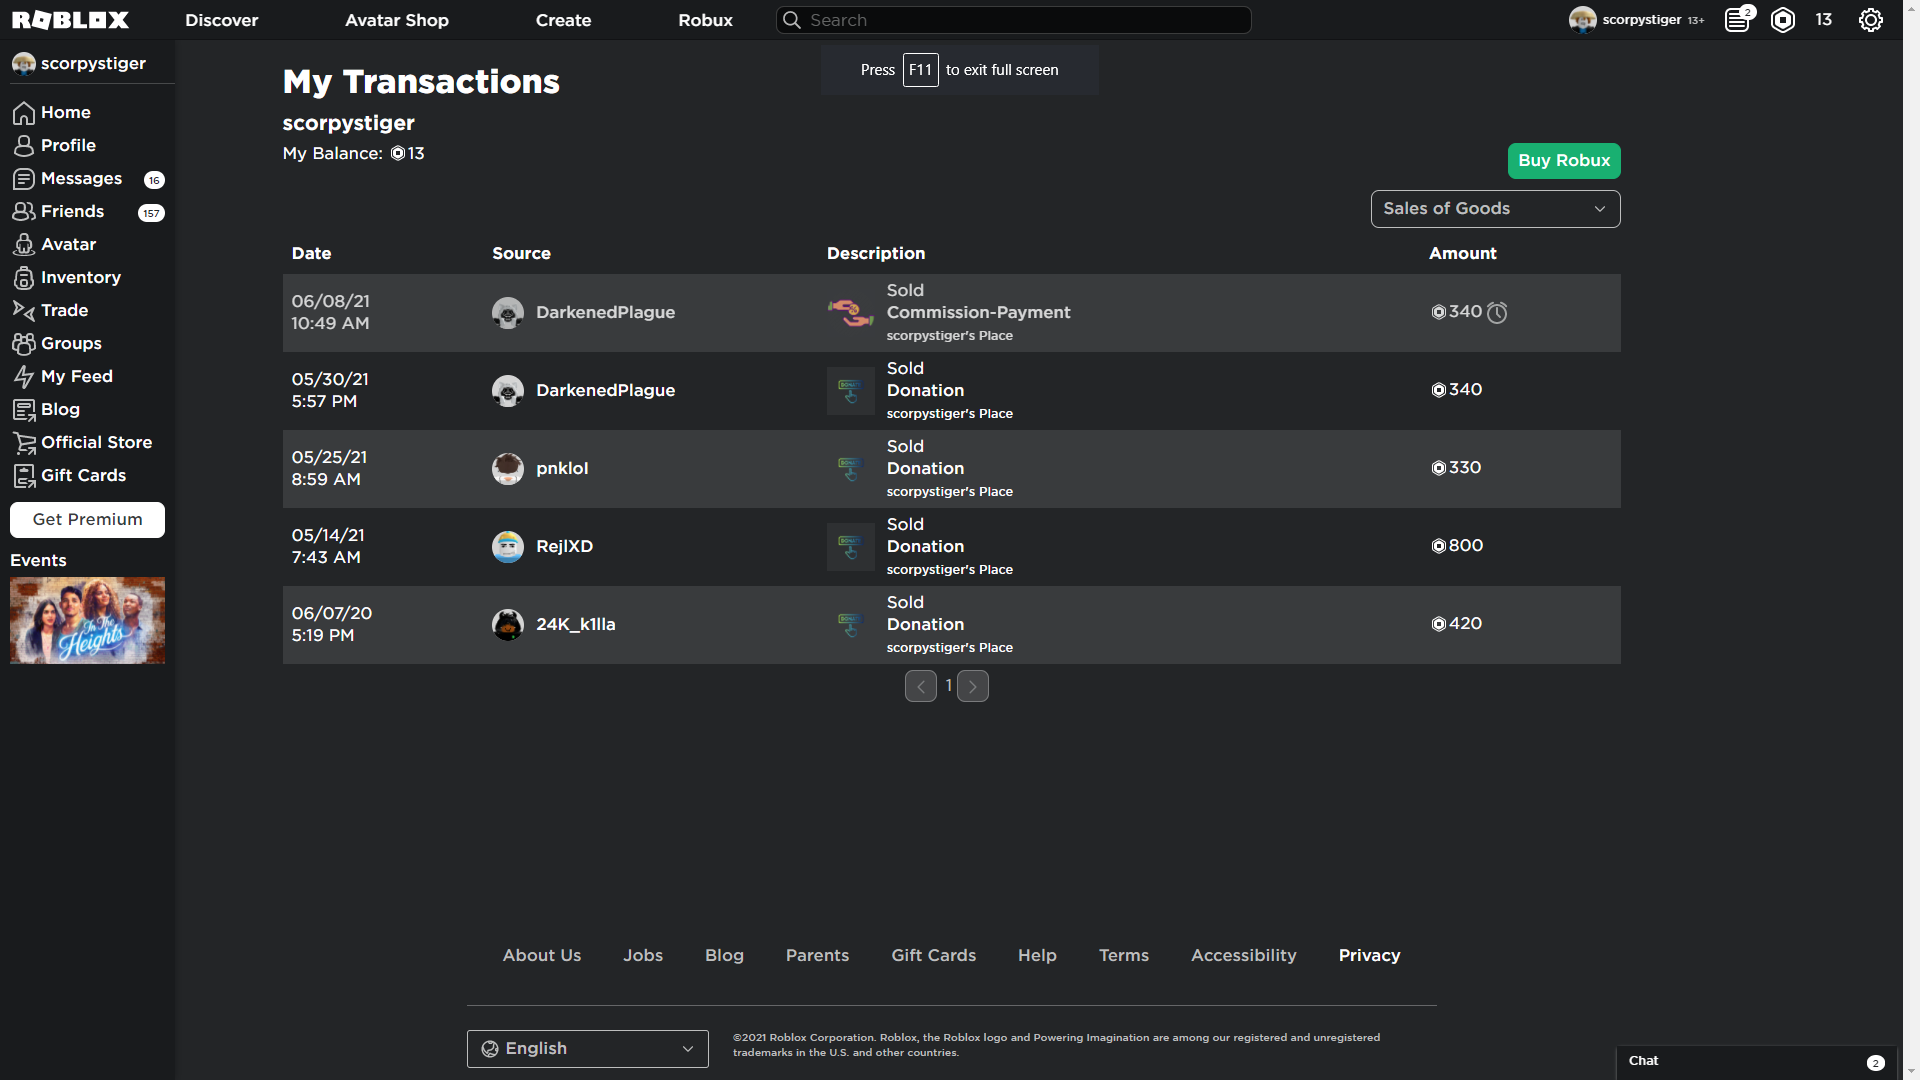 ROBLOX Discover Avatar Shop Create Robux Search scorpystiger 13+ 2 13
Press F11 to exit full screen
scorpystiger
Home
Profile
Messages 16
Friends 157
Avatar
Inventory
Trade
Groups
My Feed
Blog
Official Store
Gift Cards
Get Premium
Events
In The
Heights
My Transactions
scorpystiger
My Balance: 13
Buy Robux
Sales of Goods
Date Source Description Amount
06/08/21
10:49 AM
DarkenedPlague
Sold
Commission-Payment
scorpystiger's Place
340
05/30/21
5:57 PM
DarkenedPlague
DONATE
Sold
Donation
scorpystiger's Place
340
05/25/21
8:59 AM
pnklol
DONATE
Sold
Donation
scorpystiger's Place
330
05/14/21
7:43 AM
RejlXD
DONATE
Sold
Donation
scorpystiger's Place
800
06/07/20
5:19 PM
24K_k1lla
DONATE
Sold
Donation
scorpystiger's Place
420
1
About Us Jobs Blog Parents Gift Cards Help Terms Accessibility Privacy
English
©2021 Roblox Corporation. Roblox, the Roblox logo and Powering Imagination are among our registered and unregistered
trademarks in the U.S. and other countries.
Chat 2